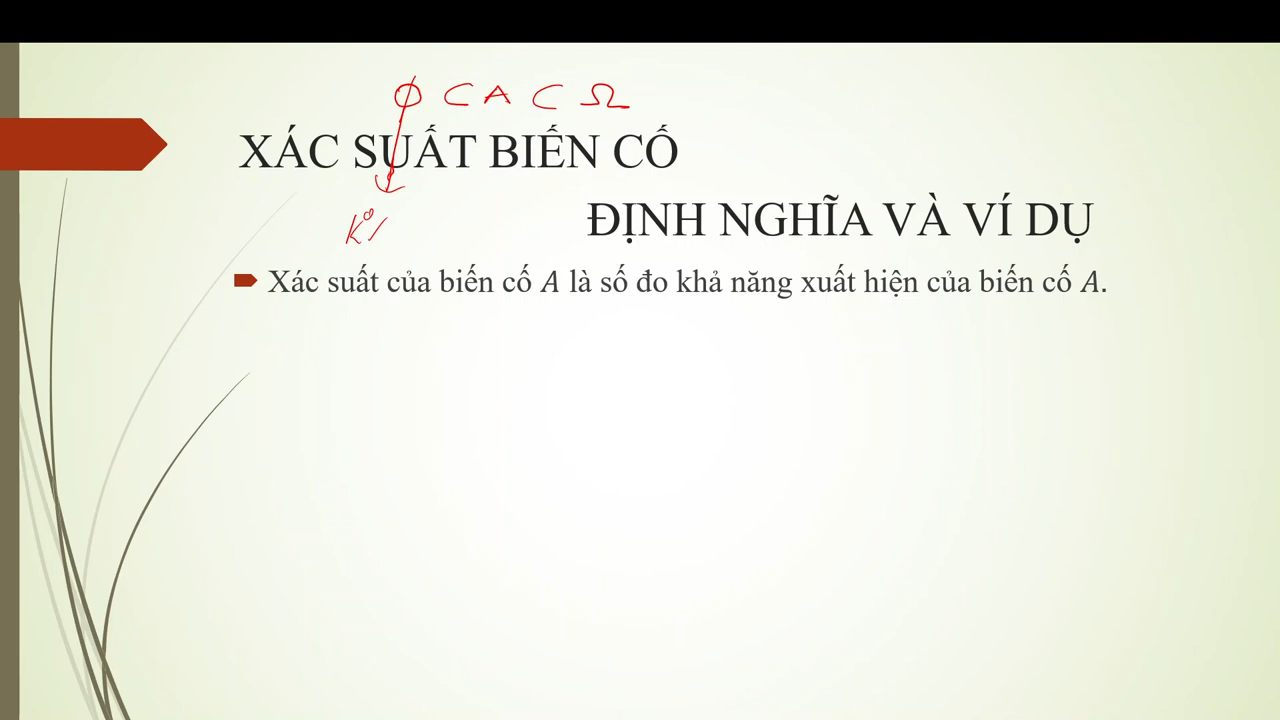 ∅ ⊂ A ⊂ Ω
XÁC SUẤT BIẾN CỐ
ĐỊNH NGHĨA VÀ VÍ DỤ
Xác suất của biến cố A là số đo khả năng xuất hiện của biến cố A.